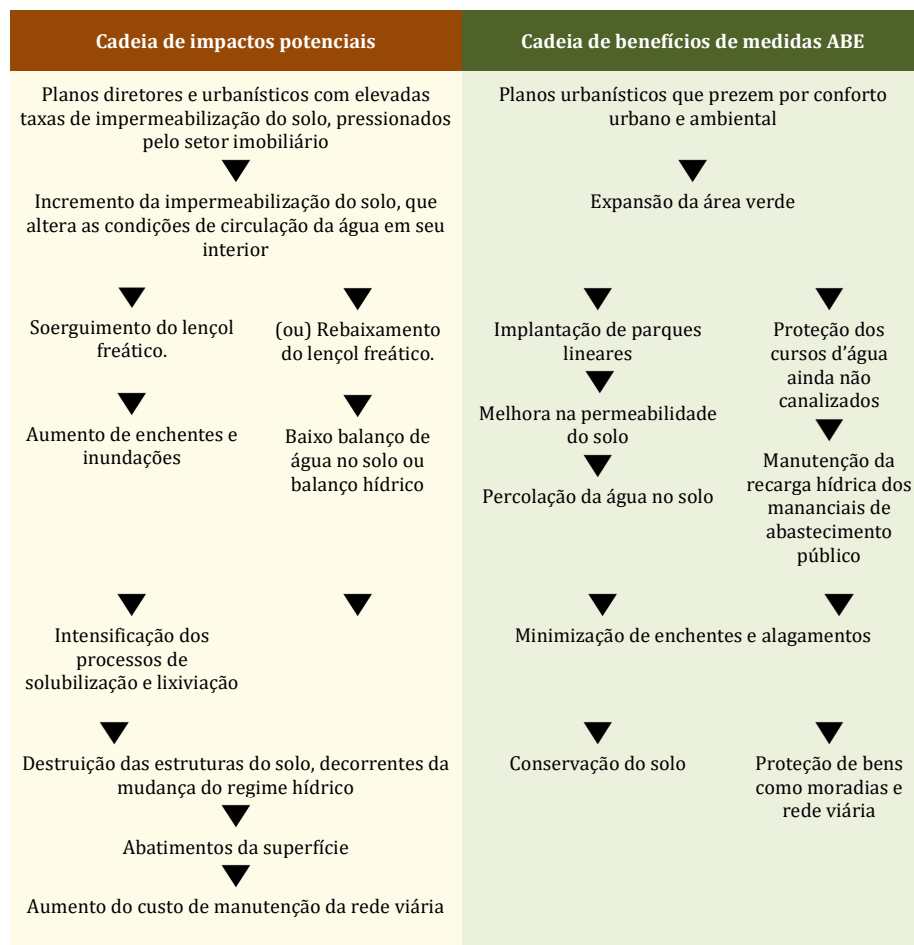 Cadeia de impactos potenciais
Planos diretores e urbanísticos com elevadas
taxas de impermeabilização do solo, pressionados
pelo setor imobiliário
Incremento da impermeabilização do solo, que
altera as condições de circulação da água em seu
interior
Soerguimento do lençol
freático.
Aumento de enchentes e
inundações
Intensificação dos
processos de
solubilização e lixiviação
(ou) Rebaixamento
do lençol freático.
Baixo balanço de
água no solo ou
balanço hídrico
Destruição das estruturas do solo, decorrentes da
mudança do regime hídrico
Abatimentos da superfície
Aumento do custo de manutenção da rede viária
Cadeia de benefícios de medidas ABE
Planos urbanísticos que prezem por conforto
urbano e ambiental
Expansão da área verde
Implantação de parques
lineares
Melhora na permeabilidade
do solo
Percolação da água no solo
Proteção dos
cursos d’água
ainda não
canalizados
Manutenção da
recarga hídrica dos
mananciais de
abastecimento
público
Minimização de enchentes e alagamentos
Conservação do solo
Proteção de bens
como moradias e
rede viária